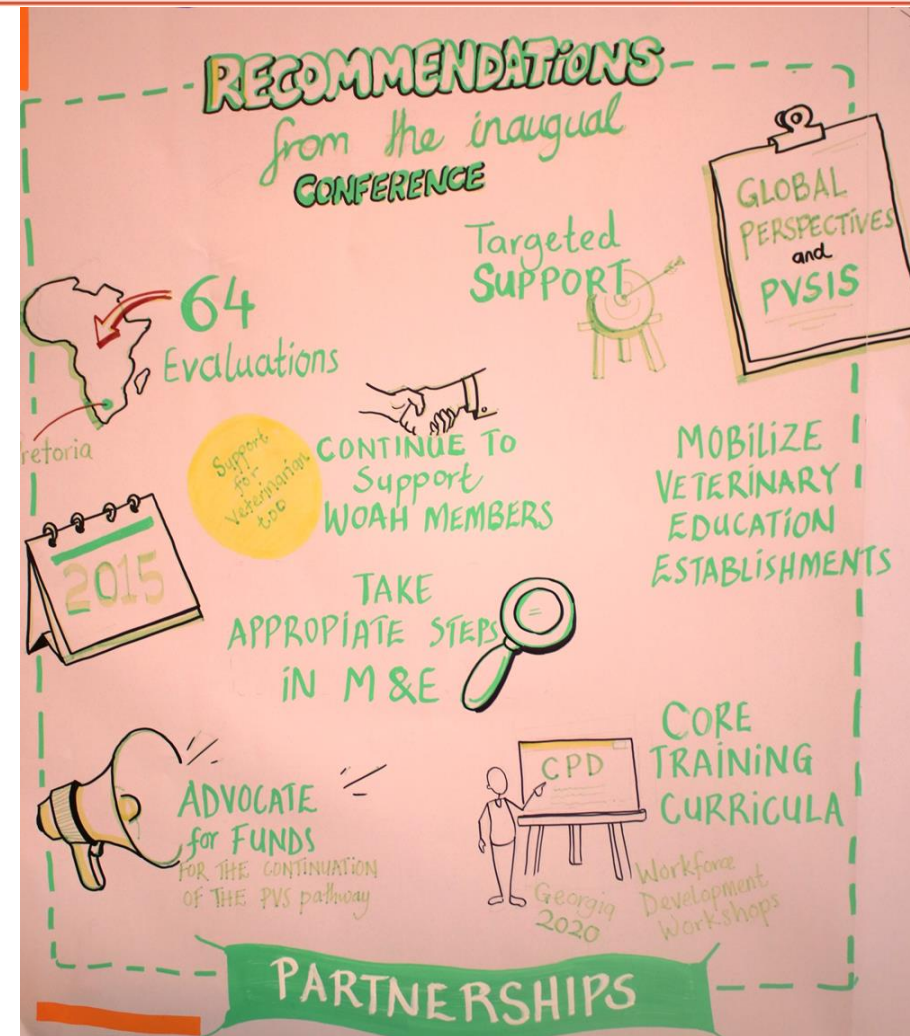 RECOMMENDATIONS
from the inaugual
CONFERENCE
GLOBAL
PERSPECTIVES
and
PVSIS
Targeted
SUPPORT
64
Evaluations
retoria
Support
for
Veterinarian
too
CONTINUE TO
Support
WOAH MEMBERS
MOBILIZE
VETERINARY
EDUCATION
ESTABLISHMENTS
2015
TAKE
APPROPIATE STEPS
iN M &E
ADVOCATE
for FUNDS
FOR THE CONTINUATION
OF THE PVS pathway
CPD
CORE
TRAINING
CURRICULA
Georgia
2020
Workforce
Development
Workshops
PARTNERSHIPS